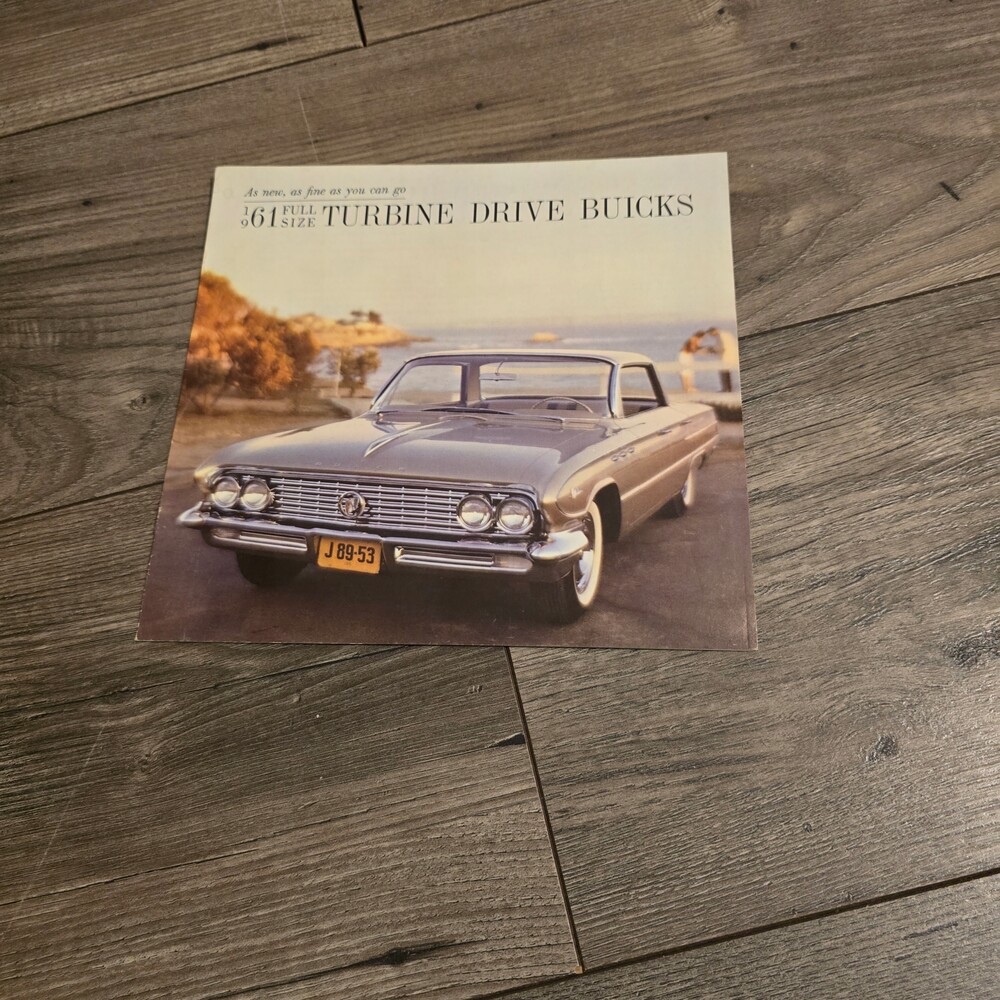 As new, as fine as you can go
1961 FULL SIZE TURBINE DRIVE BUICKS
J 89-53